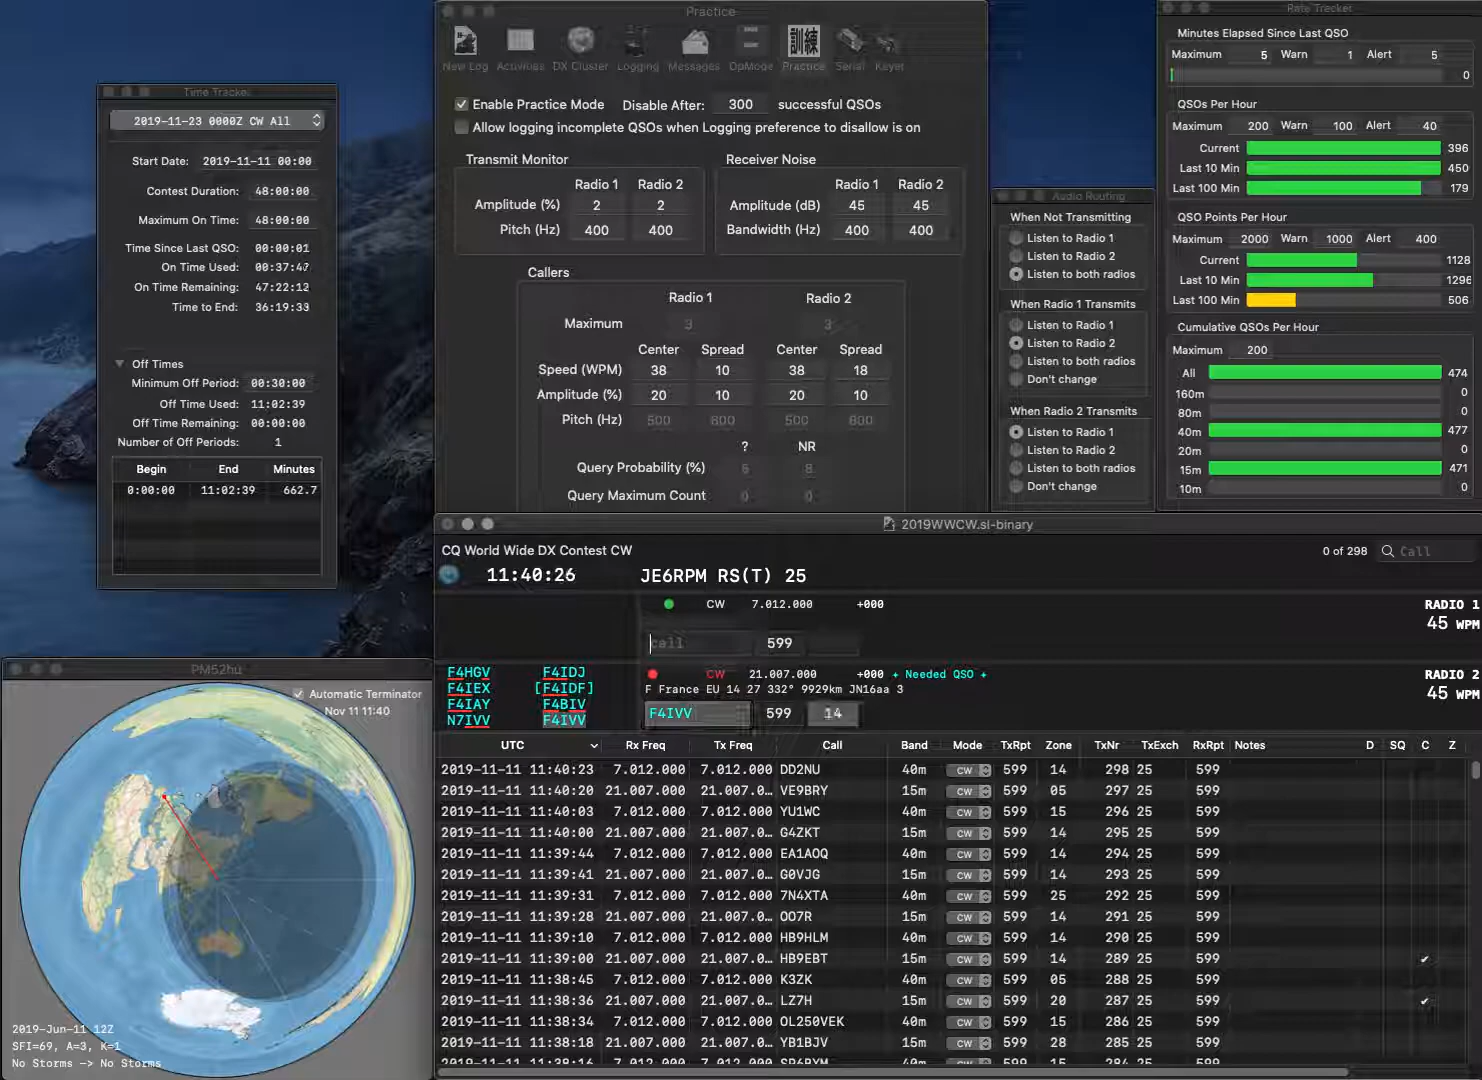 Time Tracker
2019-11-23 0000Z CW All
Start Date: 2019-11-11 00:00
Contest Duration: 48:00:00
Maximum On Time: 48:00:00
Time Since Last QSO: 00:00:01
On Time Used: 00:37:47
On Time Remaining: 47:22:12
Time to End: 36:19:33
Off Times
Minimum Off Period: 00:30:00
Off Time Used: 11:02:39
Off Time Remaining: 00:00:00
Number of Off Periods: 1
Begin End Minutes
0:00:00 11:02:39 662.7
Practice
New Log Activities DX Cluster Logging Messages OpMode 訓練 Practice Serial Keyer
Enable Practice Mode Disable After: 300 successful QSOs
Allow logging incomplete QSOs when Logging preference to disallow is on
Transmit Monitor
Radio 1 Radio 2
Amplitude (%) 2 2
Pitch (Hz) 400 400
Receiver Noise
Radio 1 Radio 2
Amplitude (dB) 45 45
Bandwidth (Hz) 400 400
Callers
Radio 1 Radio 2
Maximum 3 3
Center Spread Center Spread
Speed (WPM) 38 10 38 18
Amplitude (%) 20 10 20 10
Pitch (Hz) 500 800 500 800
? NR
Query Probability (%)
Query Maximum Count 0 0
Audio Routing
When Not Transmitting
Listen to Radio 1
Listen to Radio 2
Listen to both radios
When Radio 1 Transmits
Listen to Radio 1
Listen to Radio 2
Listen to both radios
Don't change
When Radio 2 Transmits
Listen to Radio 1
Listen to Radio 2
Listen to both radios
Don't change
Rate Tracker
Minutes Elapsed Since Last QSO
Maximum 5 Warn 1 Alert 5
0
QSOs Per Hour
Maximum 200 Warn 100 Alert 40
Current 396
Last 10 Min 450
Last 100 Min 179
QSO Points Per Hour
Maximum 2000 Warn 1000 Alert 400
Current 1128
Last 10 Min 1296
Last 100 Min 506
Cumulative QSOs Per Hour
Maximum 200
All 474
160m 0
80m 0
40m 477
20m 0
15m 471
10m 0
PM52hu
Automatic Terminator
Nov 11 11:40
2019-Jun-11 12Z
SFI=69, A=3, K=1
No Storms -> No Storms
2019WWCW.sl-binary
CQ World Wide DX Contest CW 0 of 298 Call
11:40:26 JE6RPM RS(T) 25
CW 7.012.000 +000 RADIO 1
45 WPM
call 599
F4HGV F4IDJ
F4IEX [F4IDF]
F4IAY F4BIV
N7IVV F4IVV
CW 21.007.000 +000 + Needed QSO + RADIO 2
F France EU 14 27 332° 9929km JN16aa 3 45 WPM
F4IVV 599 14
UTC Rx Freq Tx Freq Call Band Mode TxRpt Zone TxNr TxExch RxRpt Notes D SQ C Z
2019-11-11 11:40:23 7.012.000 7.012.000 DD2NU 40m CW 599 14 298 25 599
2019-11-11 11:40:20 21.007.000 21.007.0… VE9BRY 15m CW 599 05 297 25 599
2019-11-11 11:40:03 7.012.000 7.012.000 YU1WC 40m CW 599 15 296 25 599
2019-11-11 11:40:00 21.007.000 21.007.0… G4ZKT 15m CW 599 14 295 25 599
2019-11-11 11:39:44 7.012.000 7.012.000 EA1AOQ 40m CW 599 14 294 25 599
2019-11-11 11:39:41 21.007.000 21.007.0… G0VJG 15m CW 599 14 293 25 599
2019-11-11 11:39:31 7.012.000 7.012.000 7N4XTA 40m CW 599 25 292 25 599
2019-11-11 11:39:28 21.007.000 21.007.0… OO7R 15m CW 599 14 291 25 599
2019-11-11 11:39:10 7.012.000 7.012.000 HB9HLM 40m CW 599 14 290 25 599
2019-11-11 11:39:00 21.007.000 21.007.0… HB9EBT 15m CW 599 14 289 25 599 ✔
2019-11-11 11:38:45 7.012.000 7.012.000 K3ZK 40m CW 599 05 288 25 599
2019-11-11 11:38:36 21.007.000 21.007.0… LZ7H 15m CW 599 20 287 25 599 ✔
2019-11-11 11:38:34 7.012.000 7.012.000 OL250VEK 40m CW 599 15 286 25 599
2019-11-11 11:38:18 21.007.000 21.007.0… YB1BJV 15m CW 599 28 285 25 599
2019-11-11 11:38:16 7.012.000 7.012.000 40m CW 599 15 284 25 599